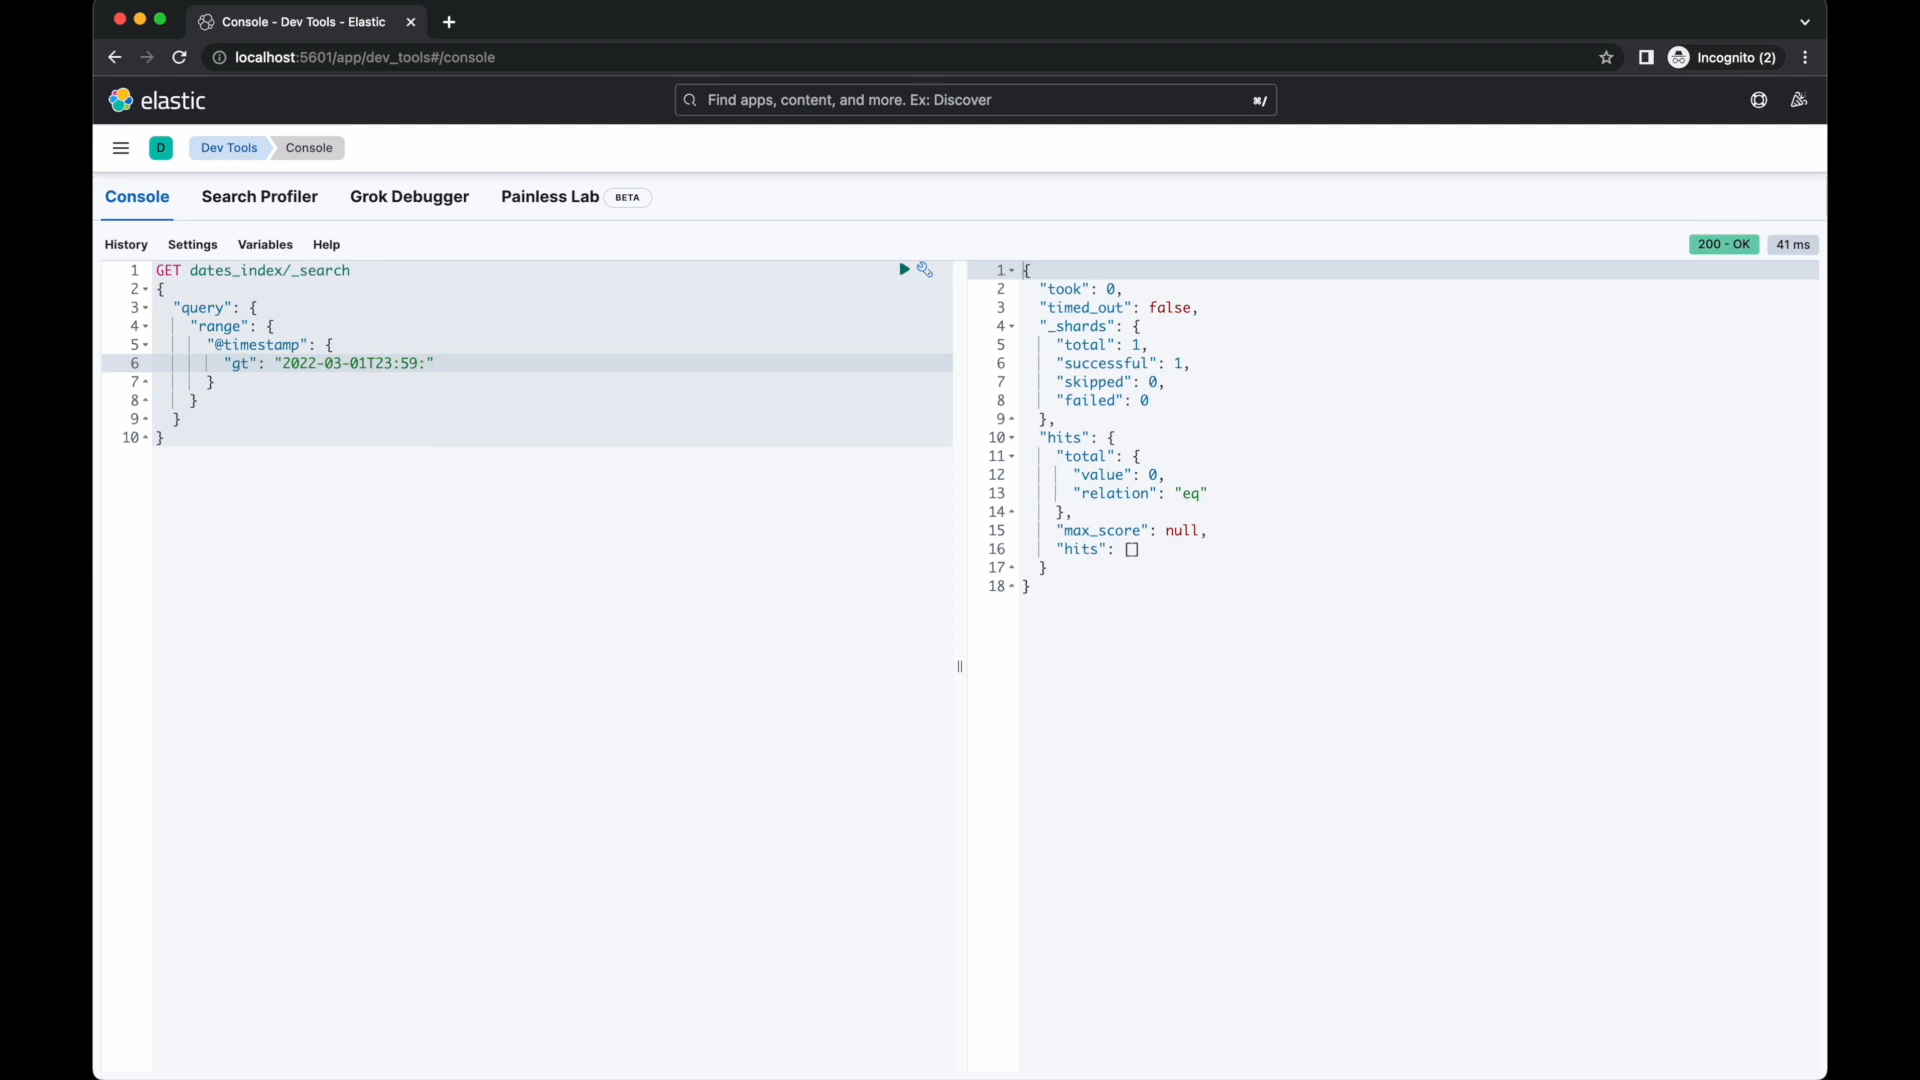 Console - Dev Tools - Elastic
localhost:5601/app/dev_tools#/console
Incognito (2)
elastic
Find apps, content, and more. Ex: Discover
⌘/
D
Dev Tools
Console
Console
Search Profiler
Grok Debugger
Painless Lab
BETA
History
Settings
Variables
Help
200 - OK
41 ms
1 GET dates_index/_search
2 {
3 "query": {
4 "range": {
5 "@timestamp": {
6 "gt": "2022-03-01T23:59:"
7 }
8 }
9 }
10 }
1 {
2 "took": 0,
3 "timed_out": false,
4 "_shards": {
5 "total": 1,
6 "successful": 1,
7 "skipped": 0,
8 "failed": 0
9 },
10 "hits": {
11 "total": {
12 "value": 0,
13 "relation": "eq"
14 },
15 "max_score": null,
16 "hits": []
17 }
18 }